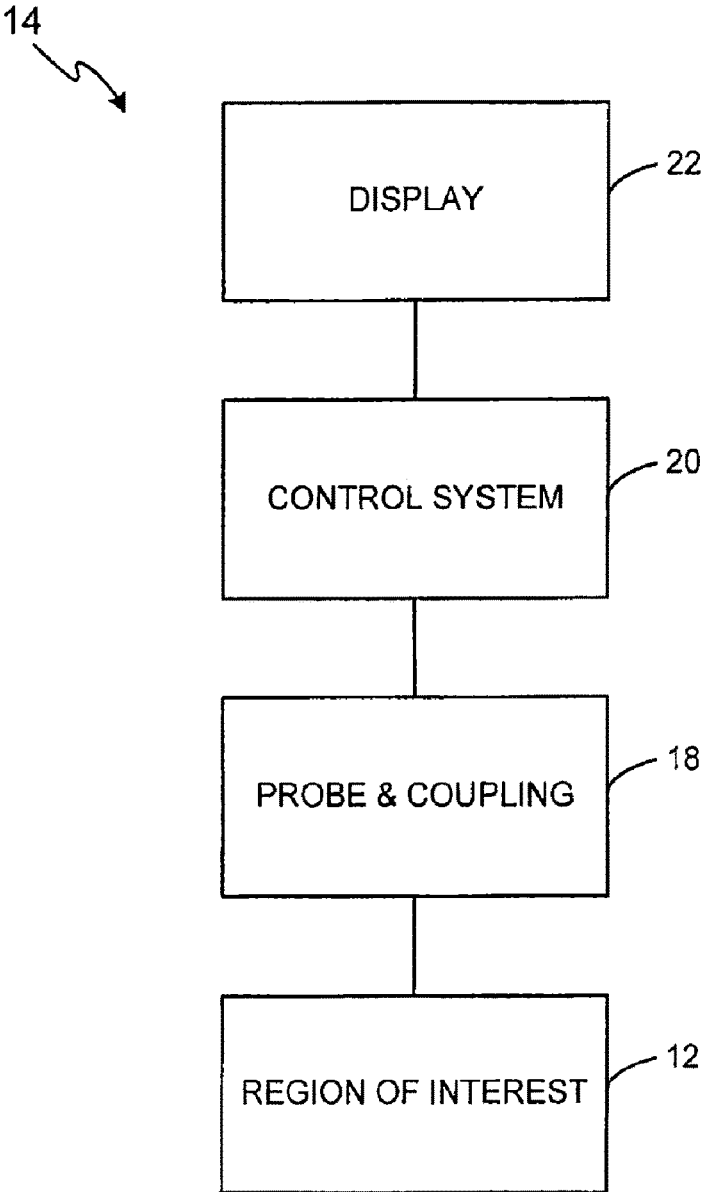 14
DISPLAY
22
CONTROL SYSTEM
20
PROBE & COUPLING
18
REGION OF INTEREST
12